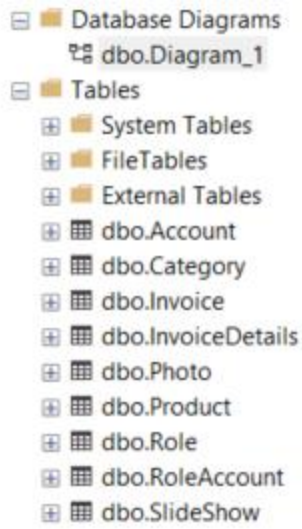 Database Diagrams
dbo.Diagram_1
Tables
System Tables
FileTables
External Tables
dbo.Account
dbo.Category
dbo.Invoice
dbo.InvoiceDetails
dbo.Photo
dbo.Product
dbo.Role
dbo.RoleAccount
dbo.SlideShow